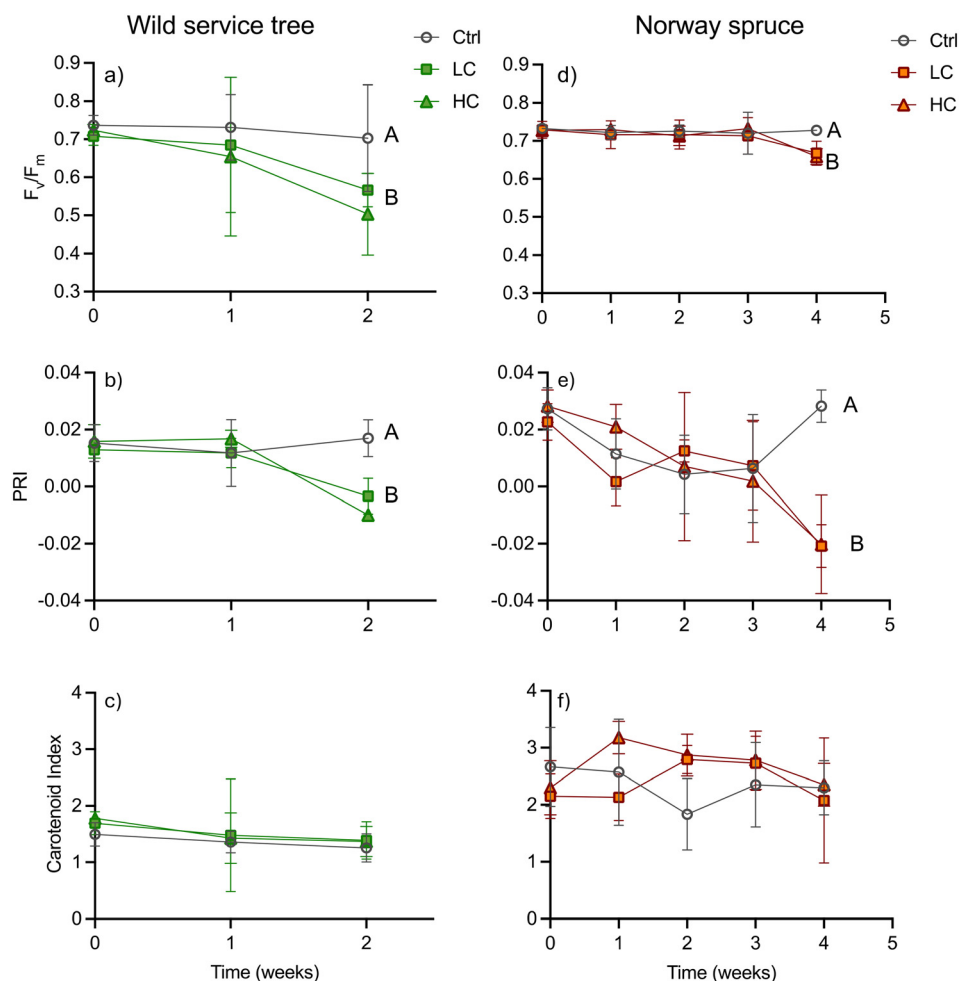 Wild service tree
Norway spruce
Ctrl
LC
HC
Ctrl
LC
HC
a)
0.9
0.8
0.7
0.6
0.5
0.4
0.3
Fv/Fm
A
B
0
1
2
d)
0.9
0.8
0.7
0.6
0.5
0.4
0.3
A
B
0
1
2
3
4
5
b)
0.04
0.02
0.00
-0.02
-0.04
PRI
A
B
0
1
2
e)
0.04
0.02
0.00
-0.02
-0.04
A
B
0
1
2
3
4
5
c)
4
3
2
1
0
Carotenoid Index
0
1
2
Time (weeks)
f)
4
3
2
1
0
0
1
2
3
4
5
Time (weeks)